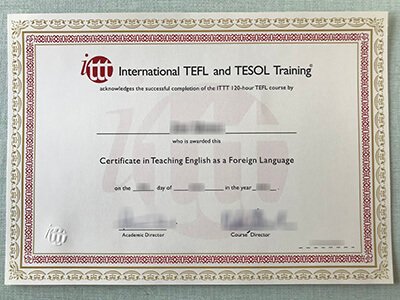 ittt International TEFL and TESOL Training®
acknowledges the successful completion of the ITTT 120-hour TEFL course by
who is awarded this
Certificate in Teaching English as a Foreign Language
on the day of in the year .
Academic Director Course Director
ittt